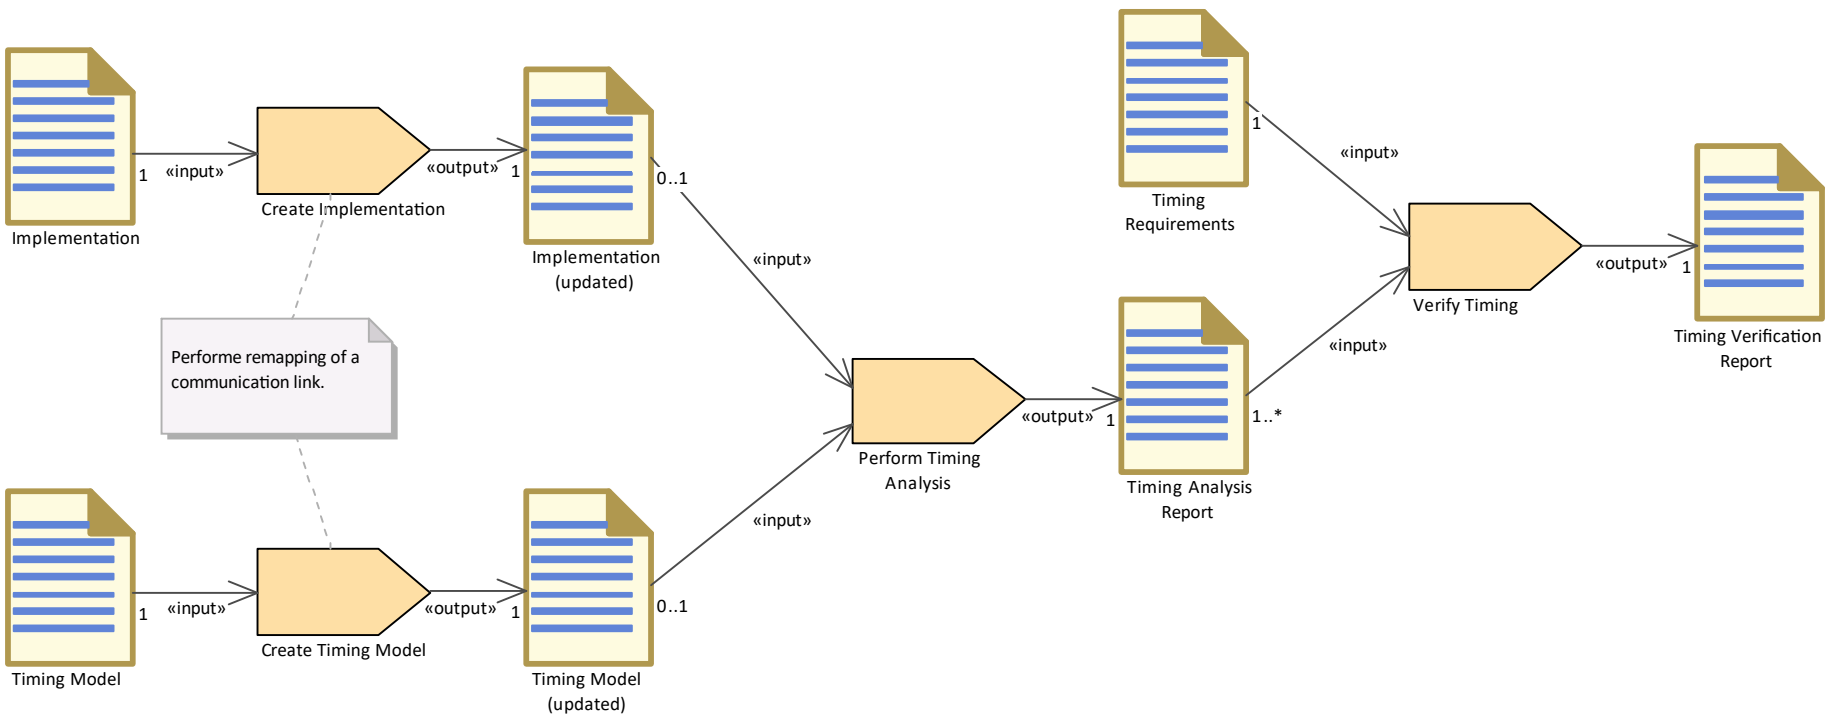 1
«input»
Implementation
Create Implementation
«output»
1
Implementation
(updated)
0..1
«input»
Performe remapping of a
communication link.
1
«input»
Timing Model
Create Timing Model
«output»
1
Timing Model
(updated)
0..1
«input»
Perform Timing
Analysis
«output»
1
Timing
Requirements
1
«input»
Timing Analysis
Report
1..*
«input»
Verify Timing
«output»
1
Timing Verification
Report